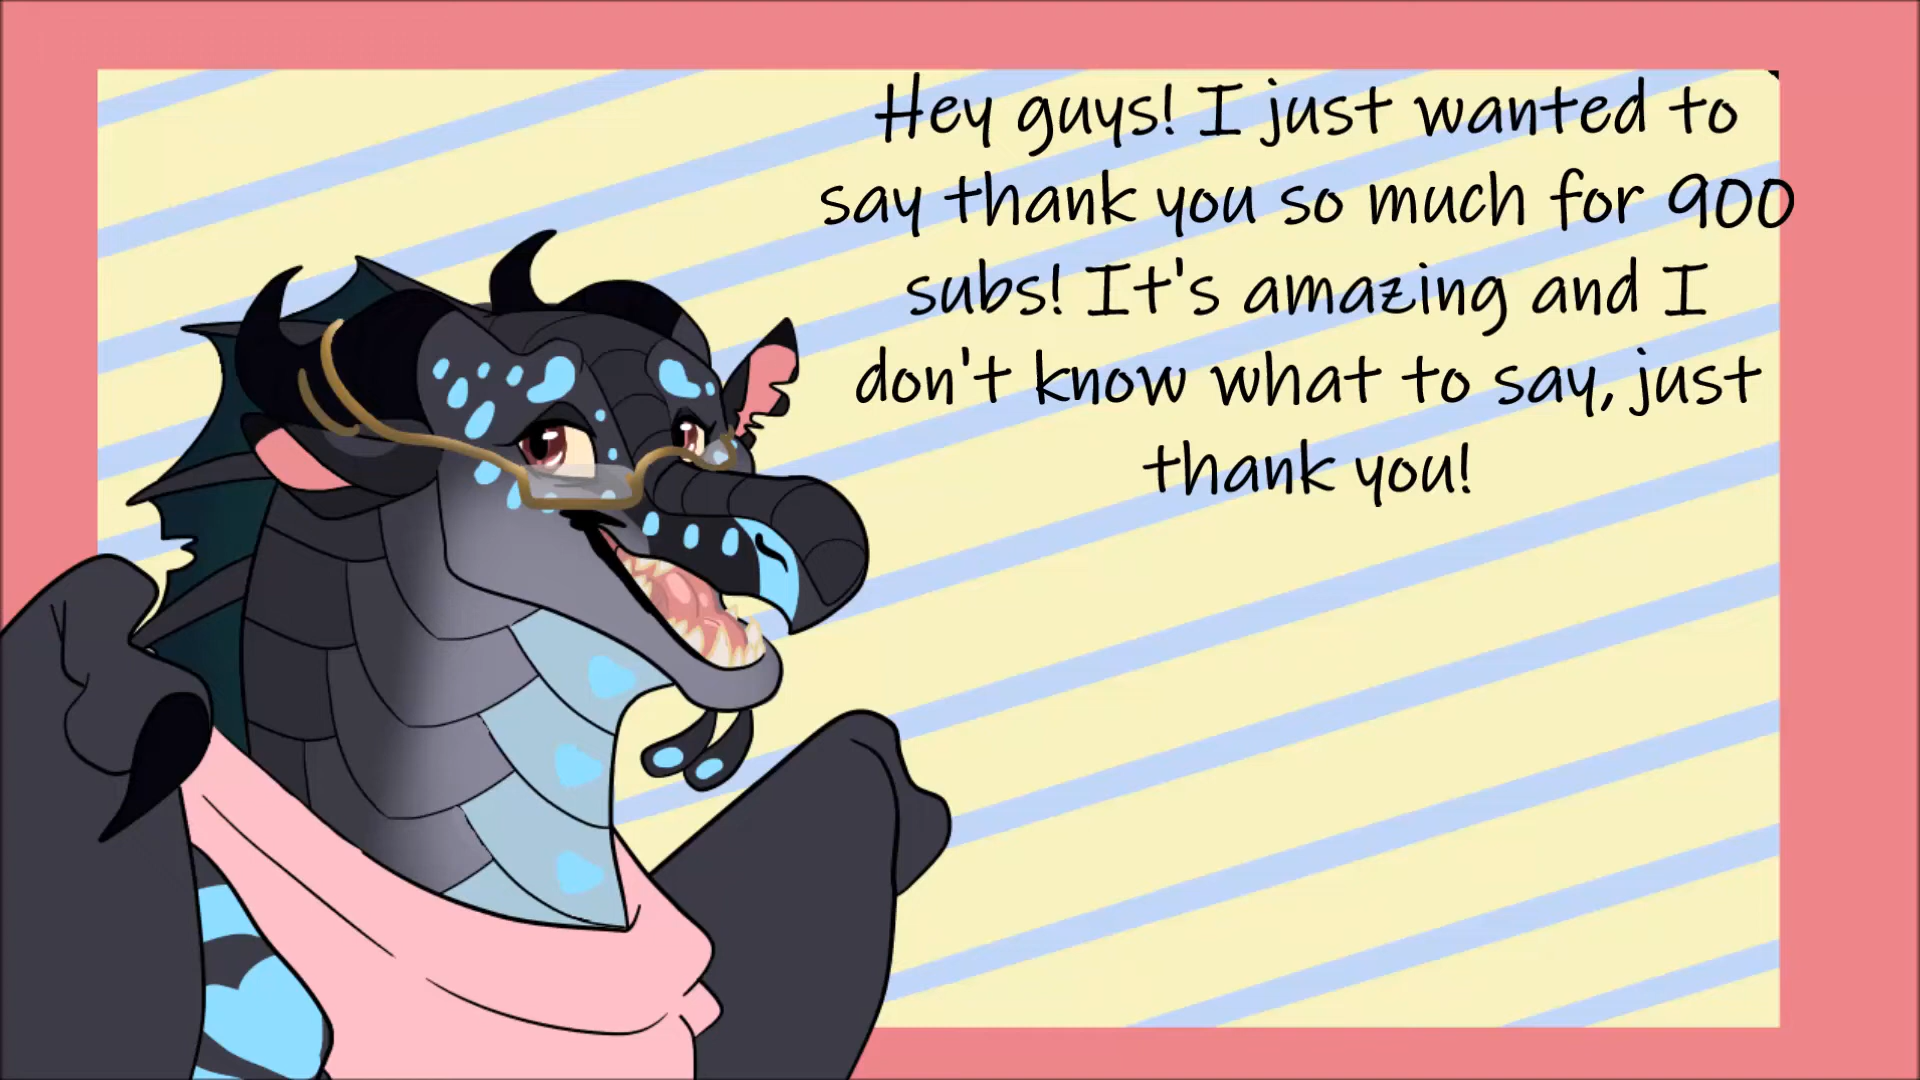 Hey guys! I just wanted to
say thank you so much for 900
subs! It's amazing and I
don't know what to say, just
thank you!